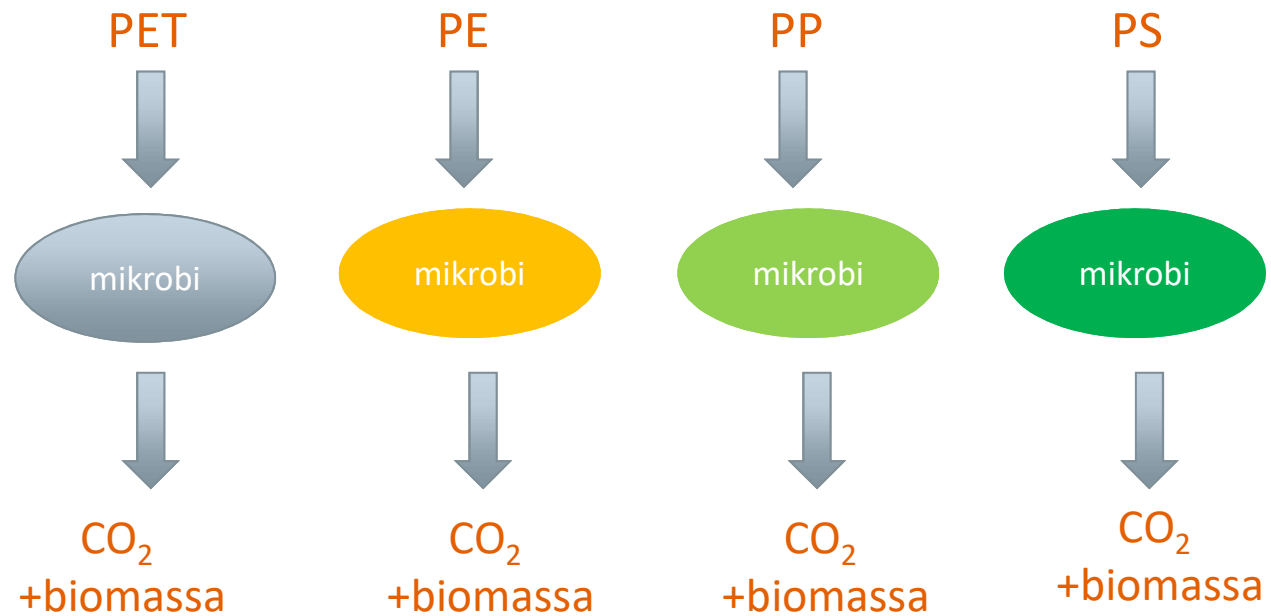 PET
PE
PP
PS
mikrobi
mikrobi
mikrobi
mikrobi
CO₂
+biomassa
CO₂
+biomassa
CO₂
+biomassa
CO₂
+biomassa